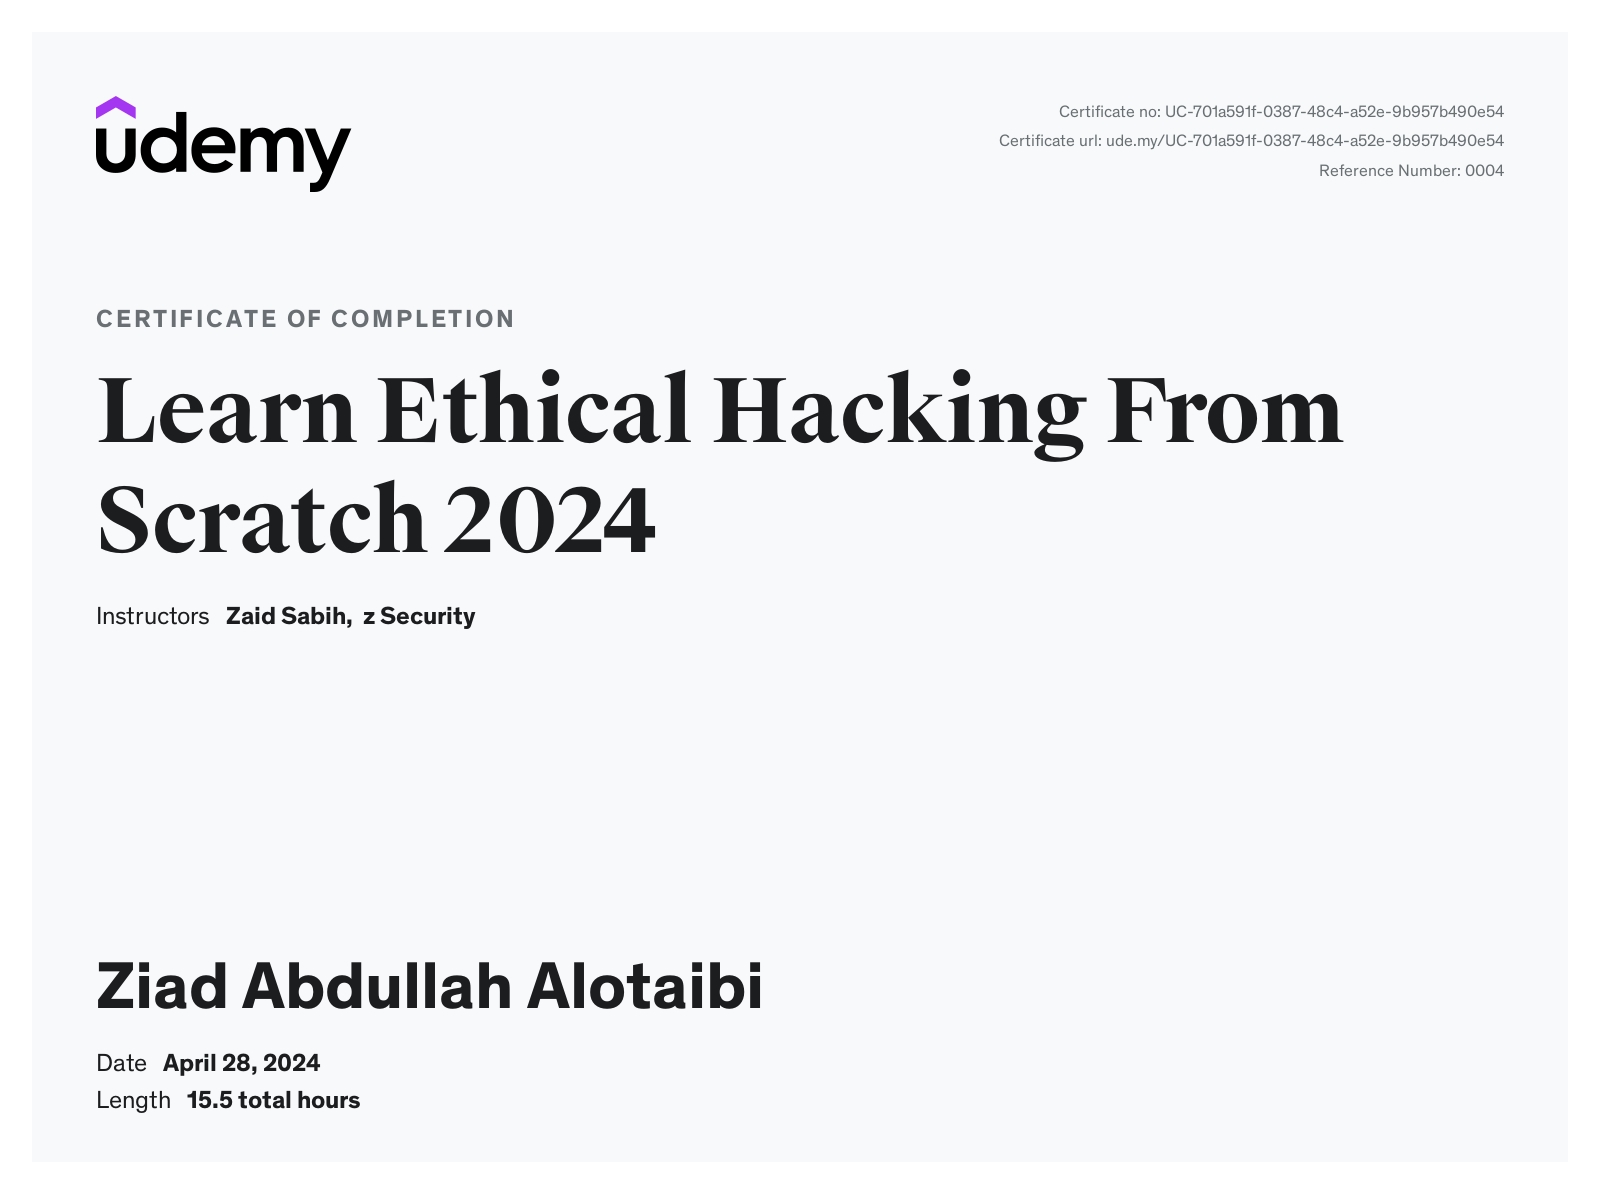 udemy
Certificate no: UC-701a591f-0387-48c4-a52e-9b957b490e54
Certificate url: ude.my/UC-701a591f-0387-48c4-a52e-9b957b490e54
Reference Number: 0004
CERTIFICATE OF COMPLETION
Learn Ethical Hacking From
Scratch 2024
Instructors Zaid Sabih, z Security
Ziad Abdullah Alotaibi
Date April 28, 2024
Length 15.5 total hours